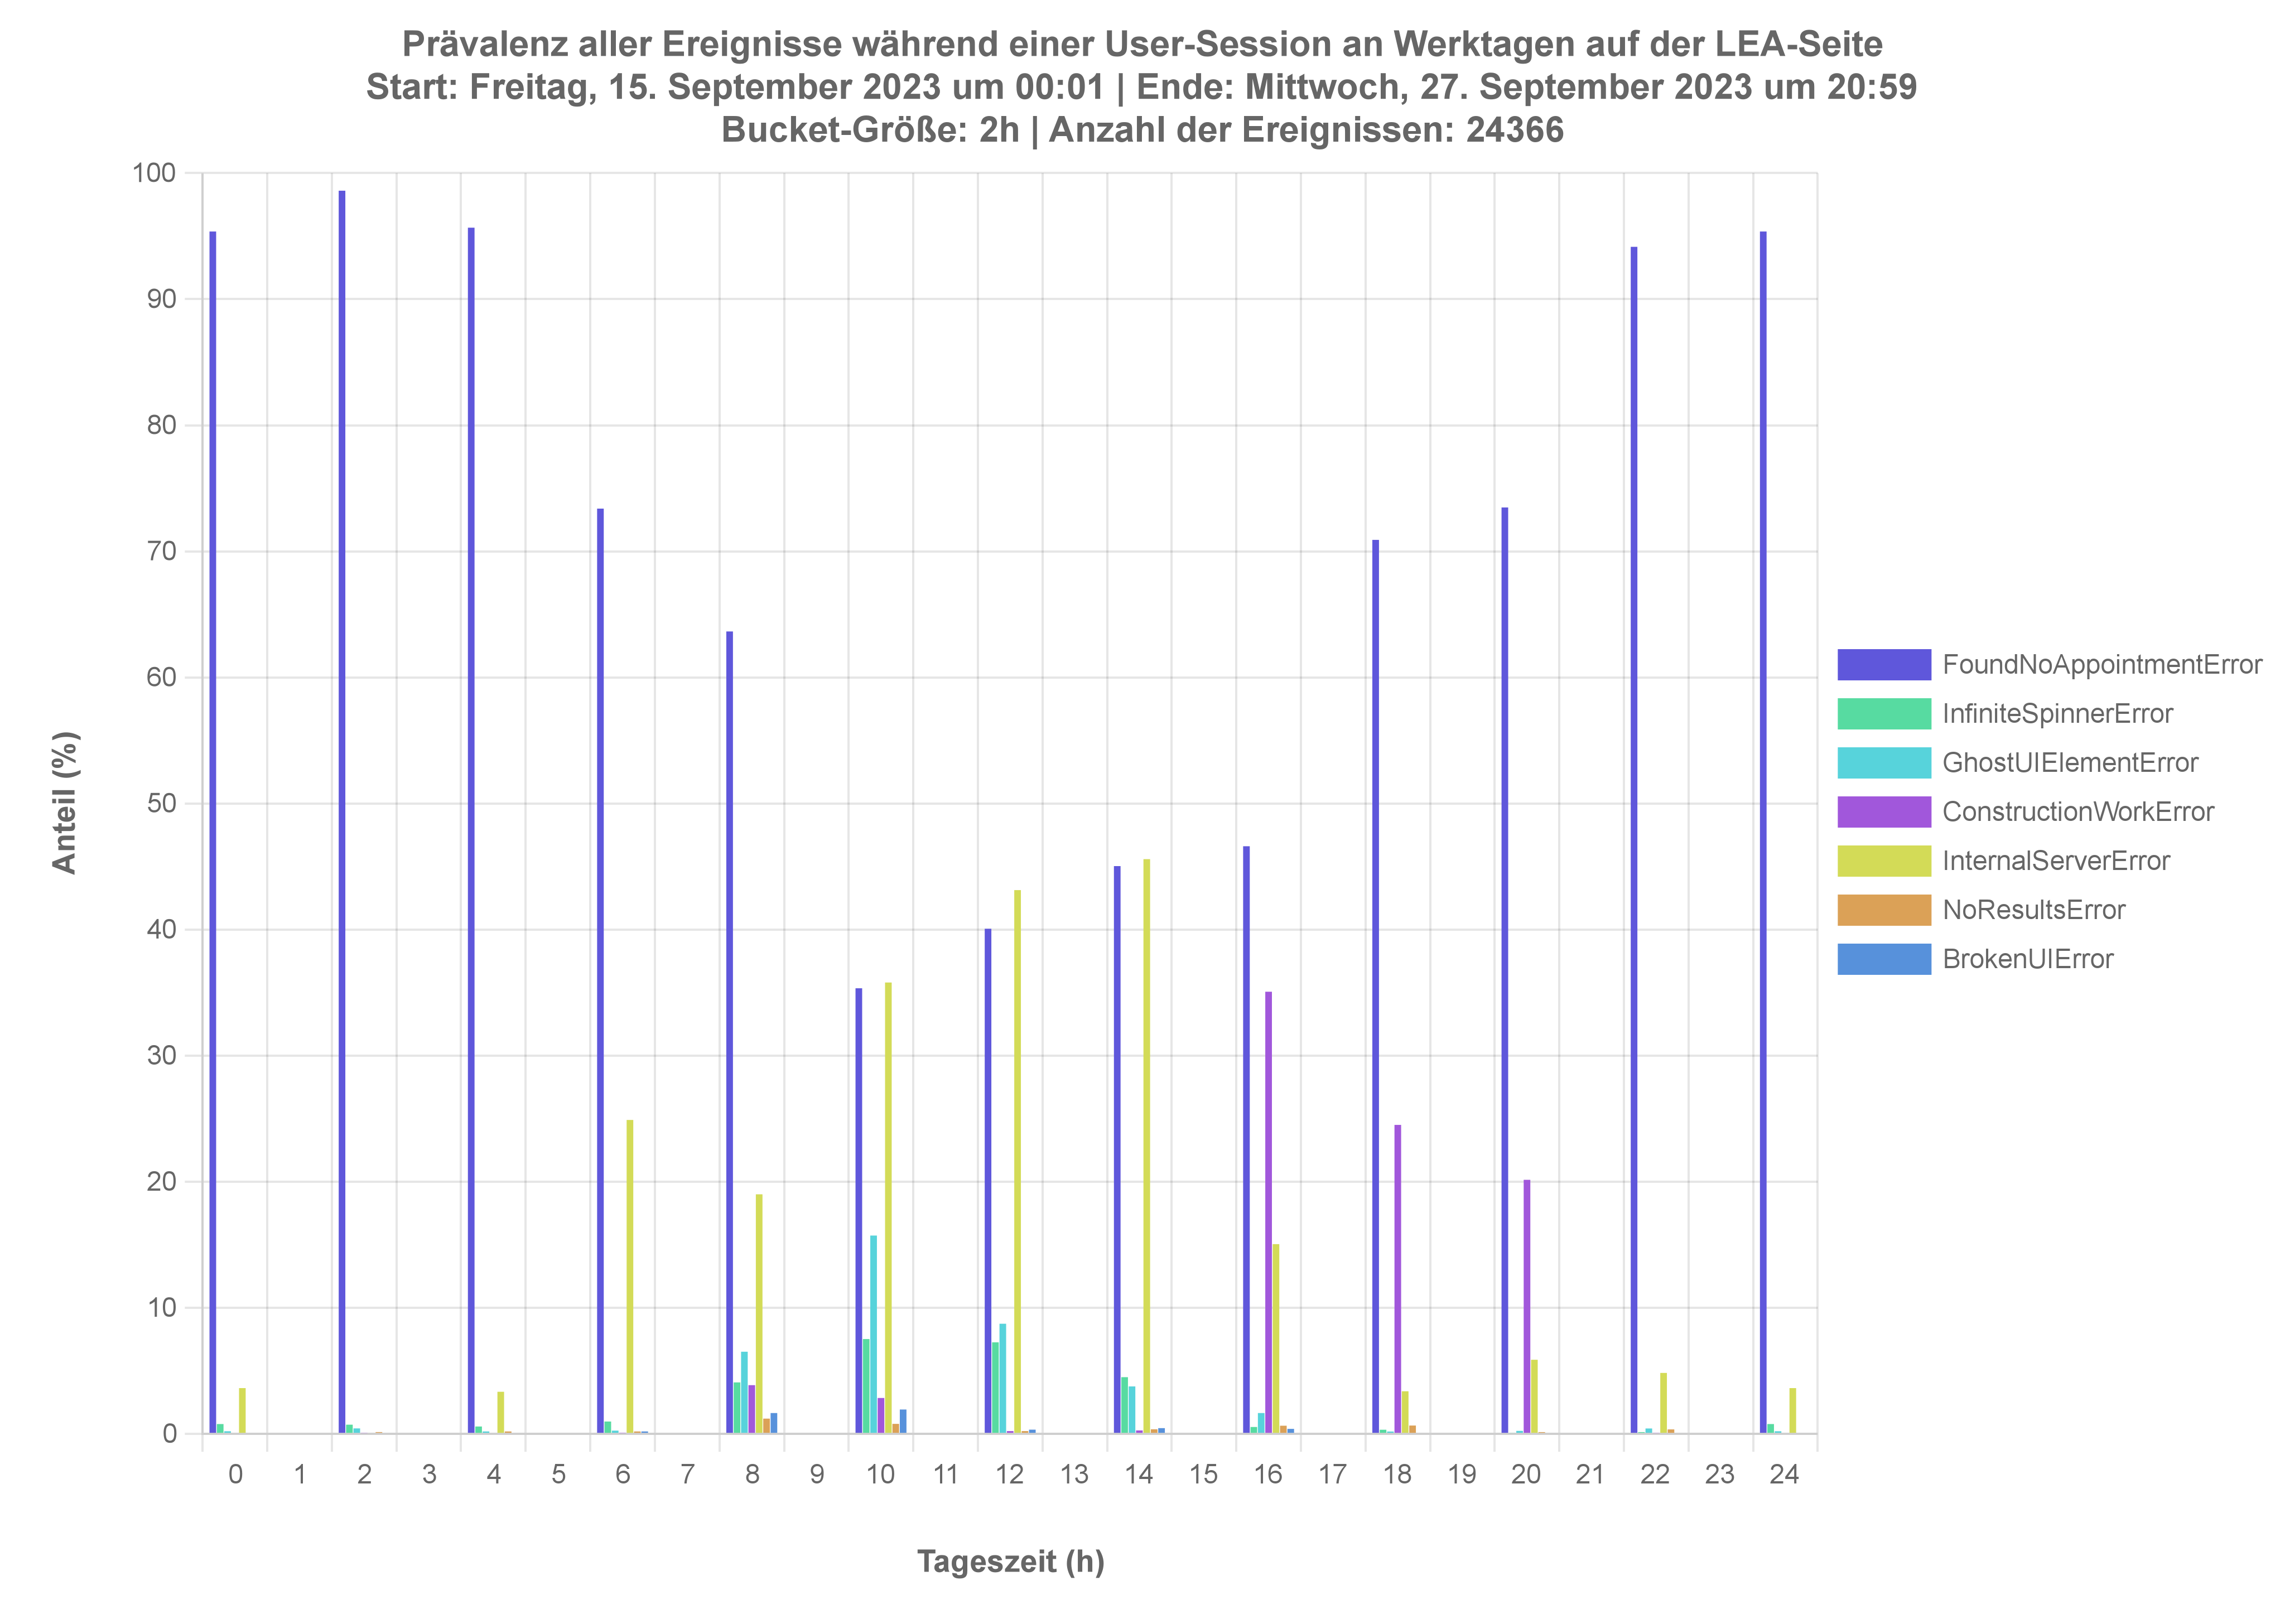 Prävalenz aller Ereignisse während einer User-Session an Werktagen auf der LEA-Seite
Start: Freitag, 15. September 2023 um 00:01 | Ende: Mittwoch, 27. September 2023 um 20:59
Bucket-Größe: 2h | Anzahl der Ereignissen: 24366
100
90
80
70
60
50
40
30
20
10
0
Anteil (%)
0 1 2 3 4 5 6 7 8 9 10 11 12 13 14 15 16 17 18 19 20 21 22 23 24
Tageszeit (h)
FoundNoAppointmentError
InfiniteSpinnerError
GhostUIElementError
ConstructionWorkError
InternalServerError
NoResultsError
BrokenUIError